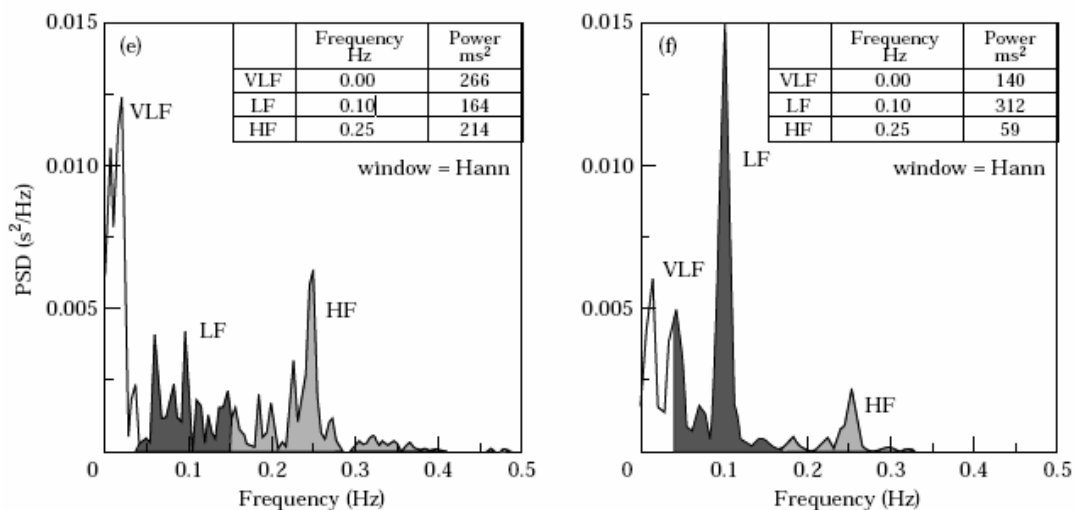 0.015
(e)
Frequency Hz Power ms²
VLF 0.00 266
LF 0.10 164
HF 0.25 214
VLF
window = Hann
0.010
PSD (s²/Hz)
0.005
LF
HF
0 0.1 0.2 0.3 0.4 0.5
Frequency (Hz)
0.015
(f)
Frequency Hz Power ms²
VLF 0.00 140
LF 0.10 312
HF 0.25 59
LF
window = Hann
0.010
VLF
0.005
HF
0 0.1 0.2 0.3 0.4 0.5
Frequency (Hz)